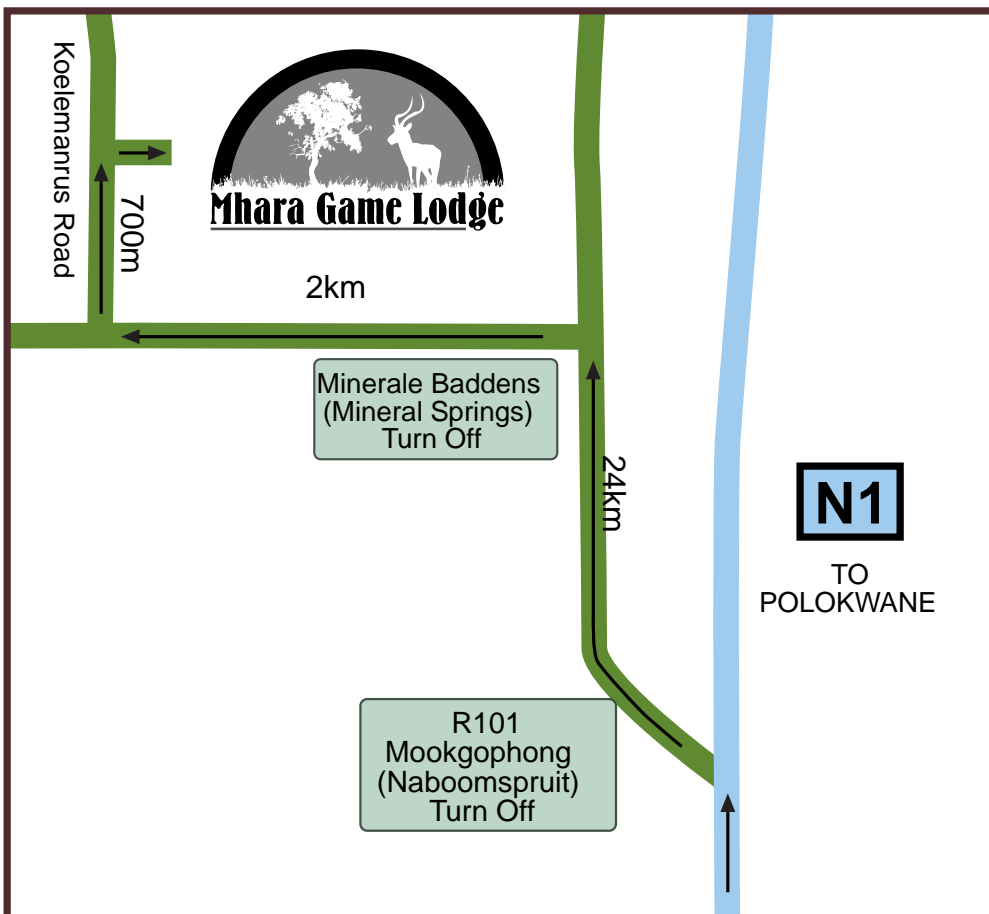 Koelemanrus Road
700m
Mhara Game Lodge
2km
Minerale Baddens
(Mineral Springs)
Turn Off
24km
N1
TO
POLOKWANE
R101
Mookgophong
(Naboomspruit)
Turn Off